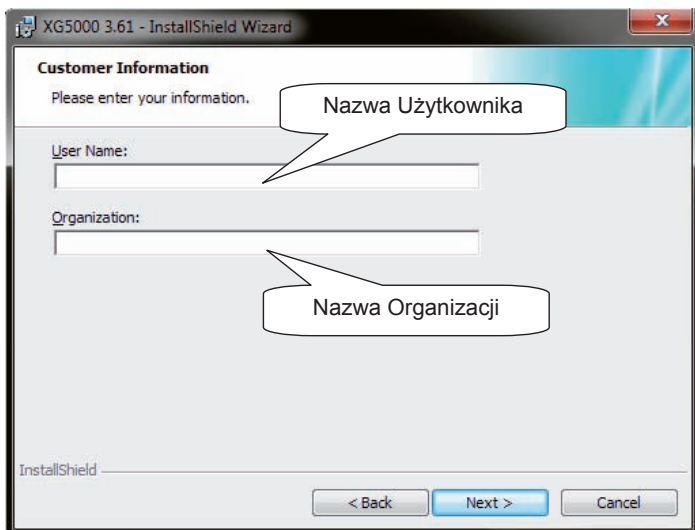 XG5000 3.61 - InstallShield Wizard
Customer Information
Please enter your information.
Nazwa Użytkownika
User Name:
Organization:
Nazwa Organizacji
InstallShield
< Back
Next >
Cancel